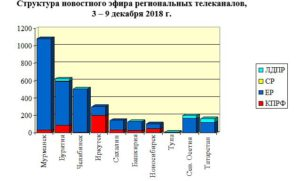 Структура новостного эфира региональных телеканалов,
3 – 9 декабря 2018 г.
1200
1000
800
600
400
200
0
ЛДПР
СР
ЕР
КПРФ
Мурманск
Бурятия
Челябинск
Иркутск
Сахалин
Башкирия
Новосибирск
Тула
Сев. Осетия
Татарстан